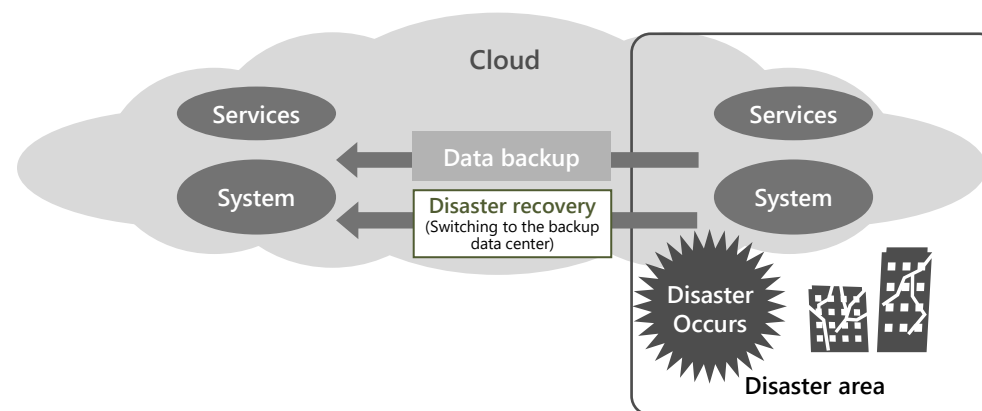 Cloud
Services
Services
Data backup
System
System
Disaster recovery
(Switching to the backup
data center)
Disaster
Occurs
Disaster area